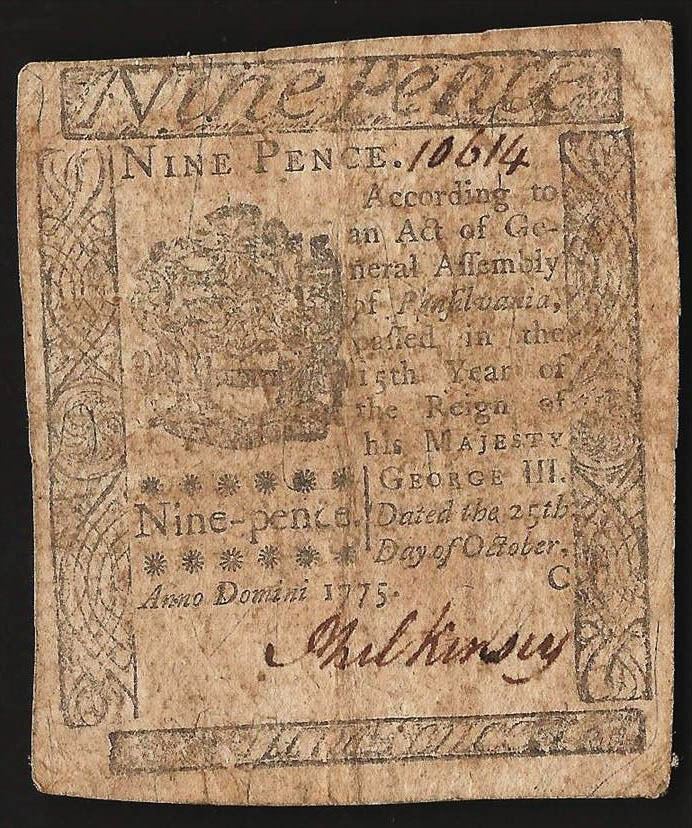 Nine Pence
NINE PENCE. 10614
According to
an Act of Ge-
neral Assembly
of Pensilvania,
passed in the
15th Year of
the Reign of
his MAJESTY
GEORGE III.
Dated the 25th
Day of October.
C
Nine-pence.
Anno Domini 1775.
Phil Kinsey